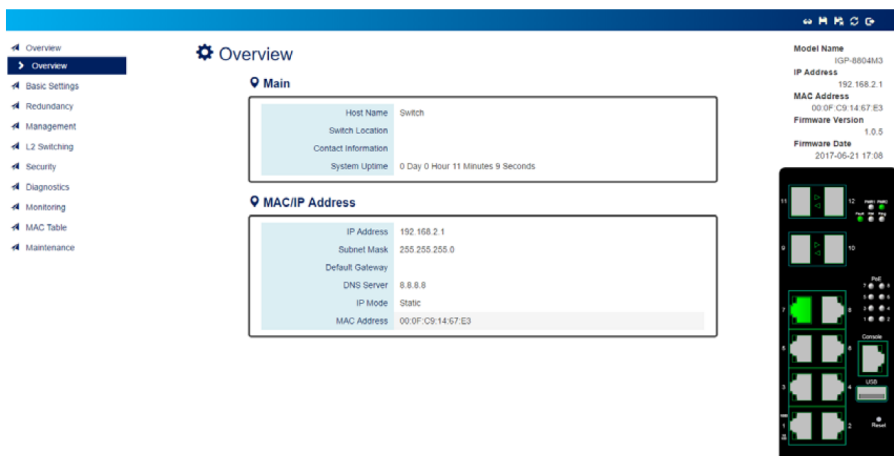 Overview
Overview
Basic Settings
Redundancy
Management
L2 Switching
Security
Diagnostics
Monitoring
MAC Table
Maintenance
Overview
Main
Host Name Switch
Switch Location
Contact Information
System Uptime 0 Day 0 Hour 11 Minutes 9 Seconds
MAC/IP Address
IP Address 192.168.2.1
Subnet Mask 255.255.255.0
Default Gateway
DNS Server 8.8.8.8
IP Mode Static
MAC Address 00:0F:C9:14:67:E3
Model Name
IGP-8804M3
IP Address
192.168.2.1
MAC Address
00:0F:C9:14:67:E3
Firmware Version
1.0.5
Firmware Date
2017-06-21 17:08
11 12
9 10
PoE
7 8
Console
5 6
USB
3 4
1 2
Reset